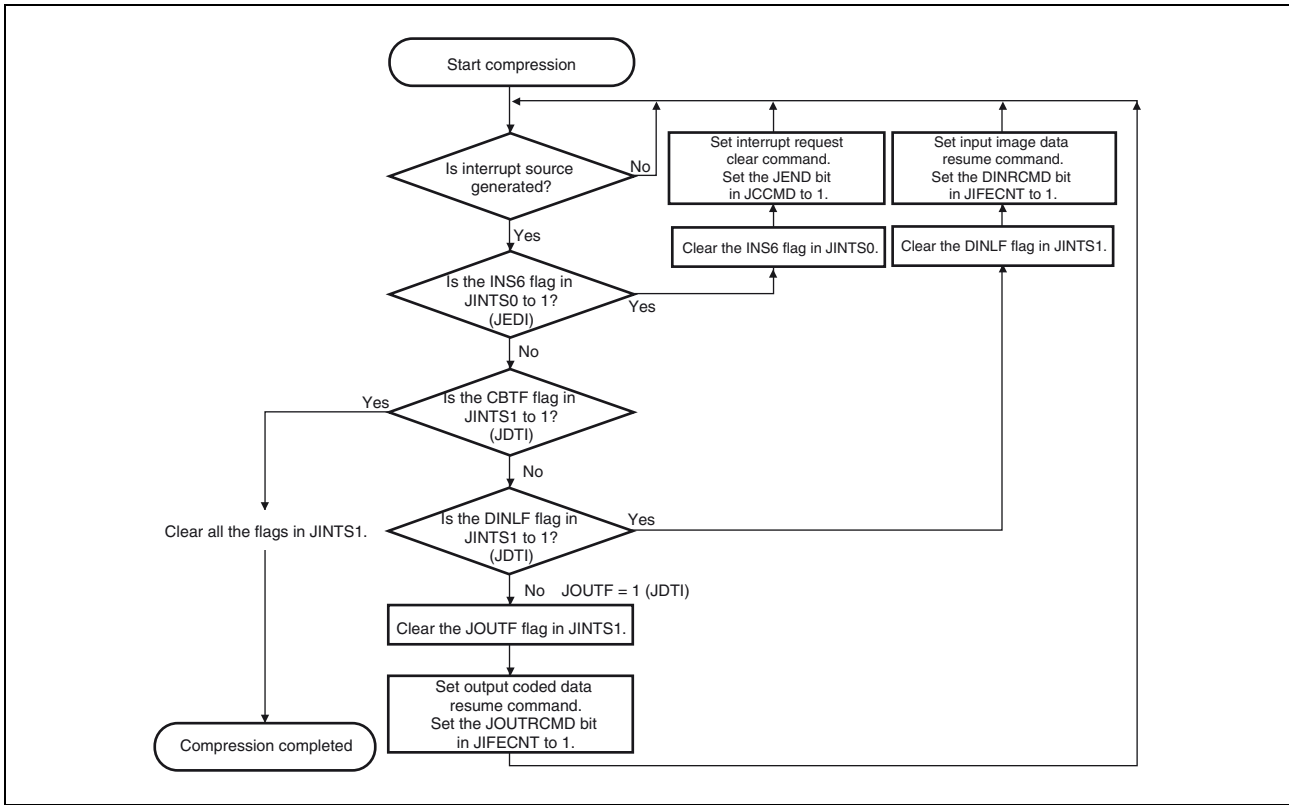 Start compression
Is interrupt source
generated?
No
Set interrupt request
clear command.
Set the JEND bit
in JCCMD to 1.
Set input image data
resume command.
Set the DINRCMD bit
in JIFECNT to 1.
Yes
Clear the INS6 flag in JINTS0.
Clear the DINLF flag in JINTS1.
Is the INS6 flag in
JINTS0 to 1?
(JEDI)
Yes
No
Is the CBTF flag in
JINTS1 to 1?
(JDTI)
Yes
No
Clear all the flags in JINTS1.
Is the DINLF flag in
JINTS1 to 1?
(JDTI)
Yes
No JOUTF = 1 (JDTI)
Clear the JOUTF flag in JINTS1.
Set output coded data
resume command.
Set the JOUTRCMD bit
in JIFECNT to 1.
Compression completed